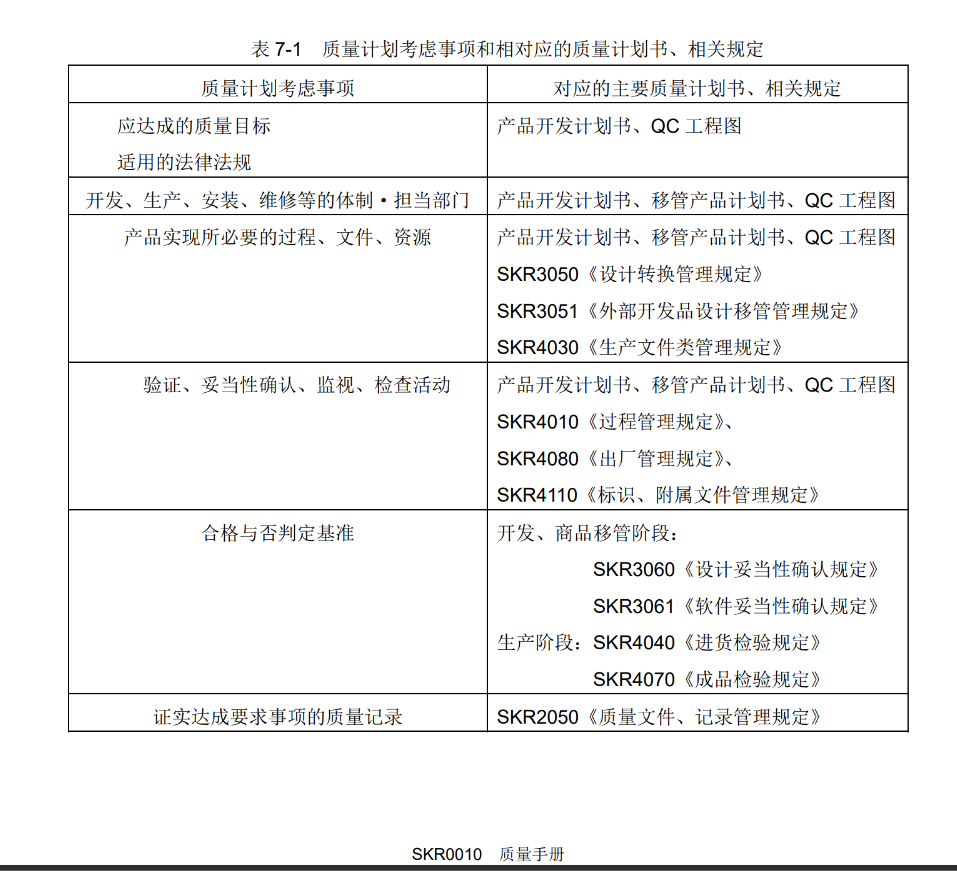 表 7-1 质量计划考虑事项和相对应的质量计划书、相关规定
质量计划考虑事项
对应的主要质量计划书、相关规定
应达成的质量目标
适用的法律法规
产品开发计划书、QC 工程图
开发、生产、安装、维修等的体制·担当部门
产品开发计划书、移管产品计划书、QC 工程图
产品实现所必要的过程、文件、资源
产品开发计划书、移管产品计划书、QC 工程图
SKR3050《设计转换管理规定》
SKR3051《外部开发品设计移管管理规定》
SKR4030《生产文件类管理规定》
验证、妥当性确认、监视、检查活动
产品开发计划书、移管产品计划书、QC 工程图
SKR4010《过程管理规定》、
SKR4080《出厂管理规定》、
SKR4110《标识、附属文件管理规定》
合格与否判定基准
开发、商品移管阶段:
SKR3060《设计妥当性确认规定》
SKR3061《软件妥当性确认规定》
生产阶段: SKR4040《进货检验规定》
SKR4070《成品检验规定》
证实达成要求事项的质量记录
SKR2050《质量文件、记录管理规定》
SKR0010 质量手册